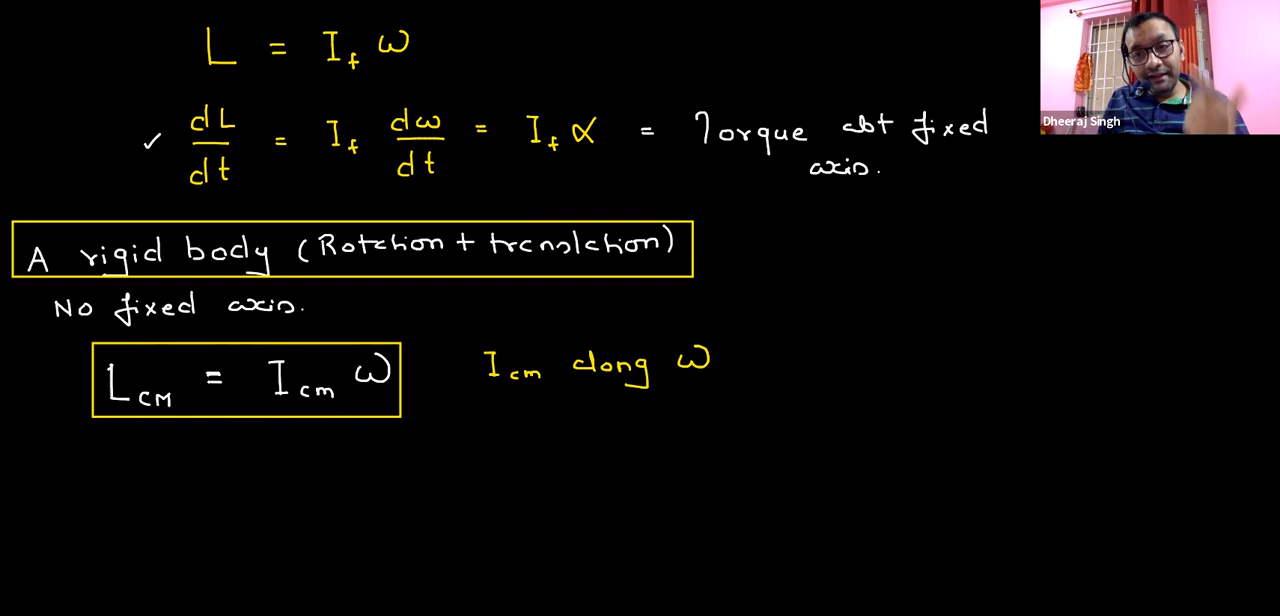 L = I_f ω
dL/dt = I_f dω/dt = I_f α = Torque abt fixed
axis.
A rigid body (Rotation + translation)
No fixed axis.
L_CM = I_cm ω I_cm along ω
Dheeraj Singh